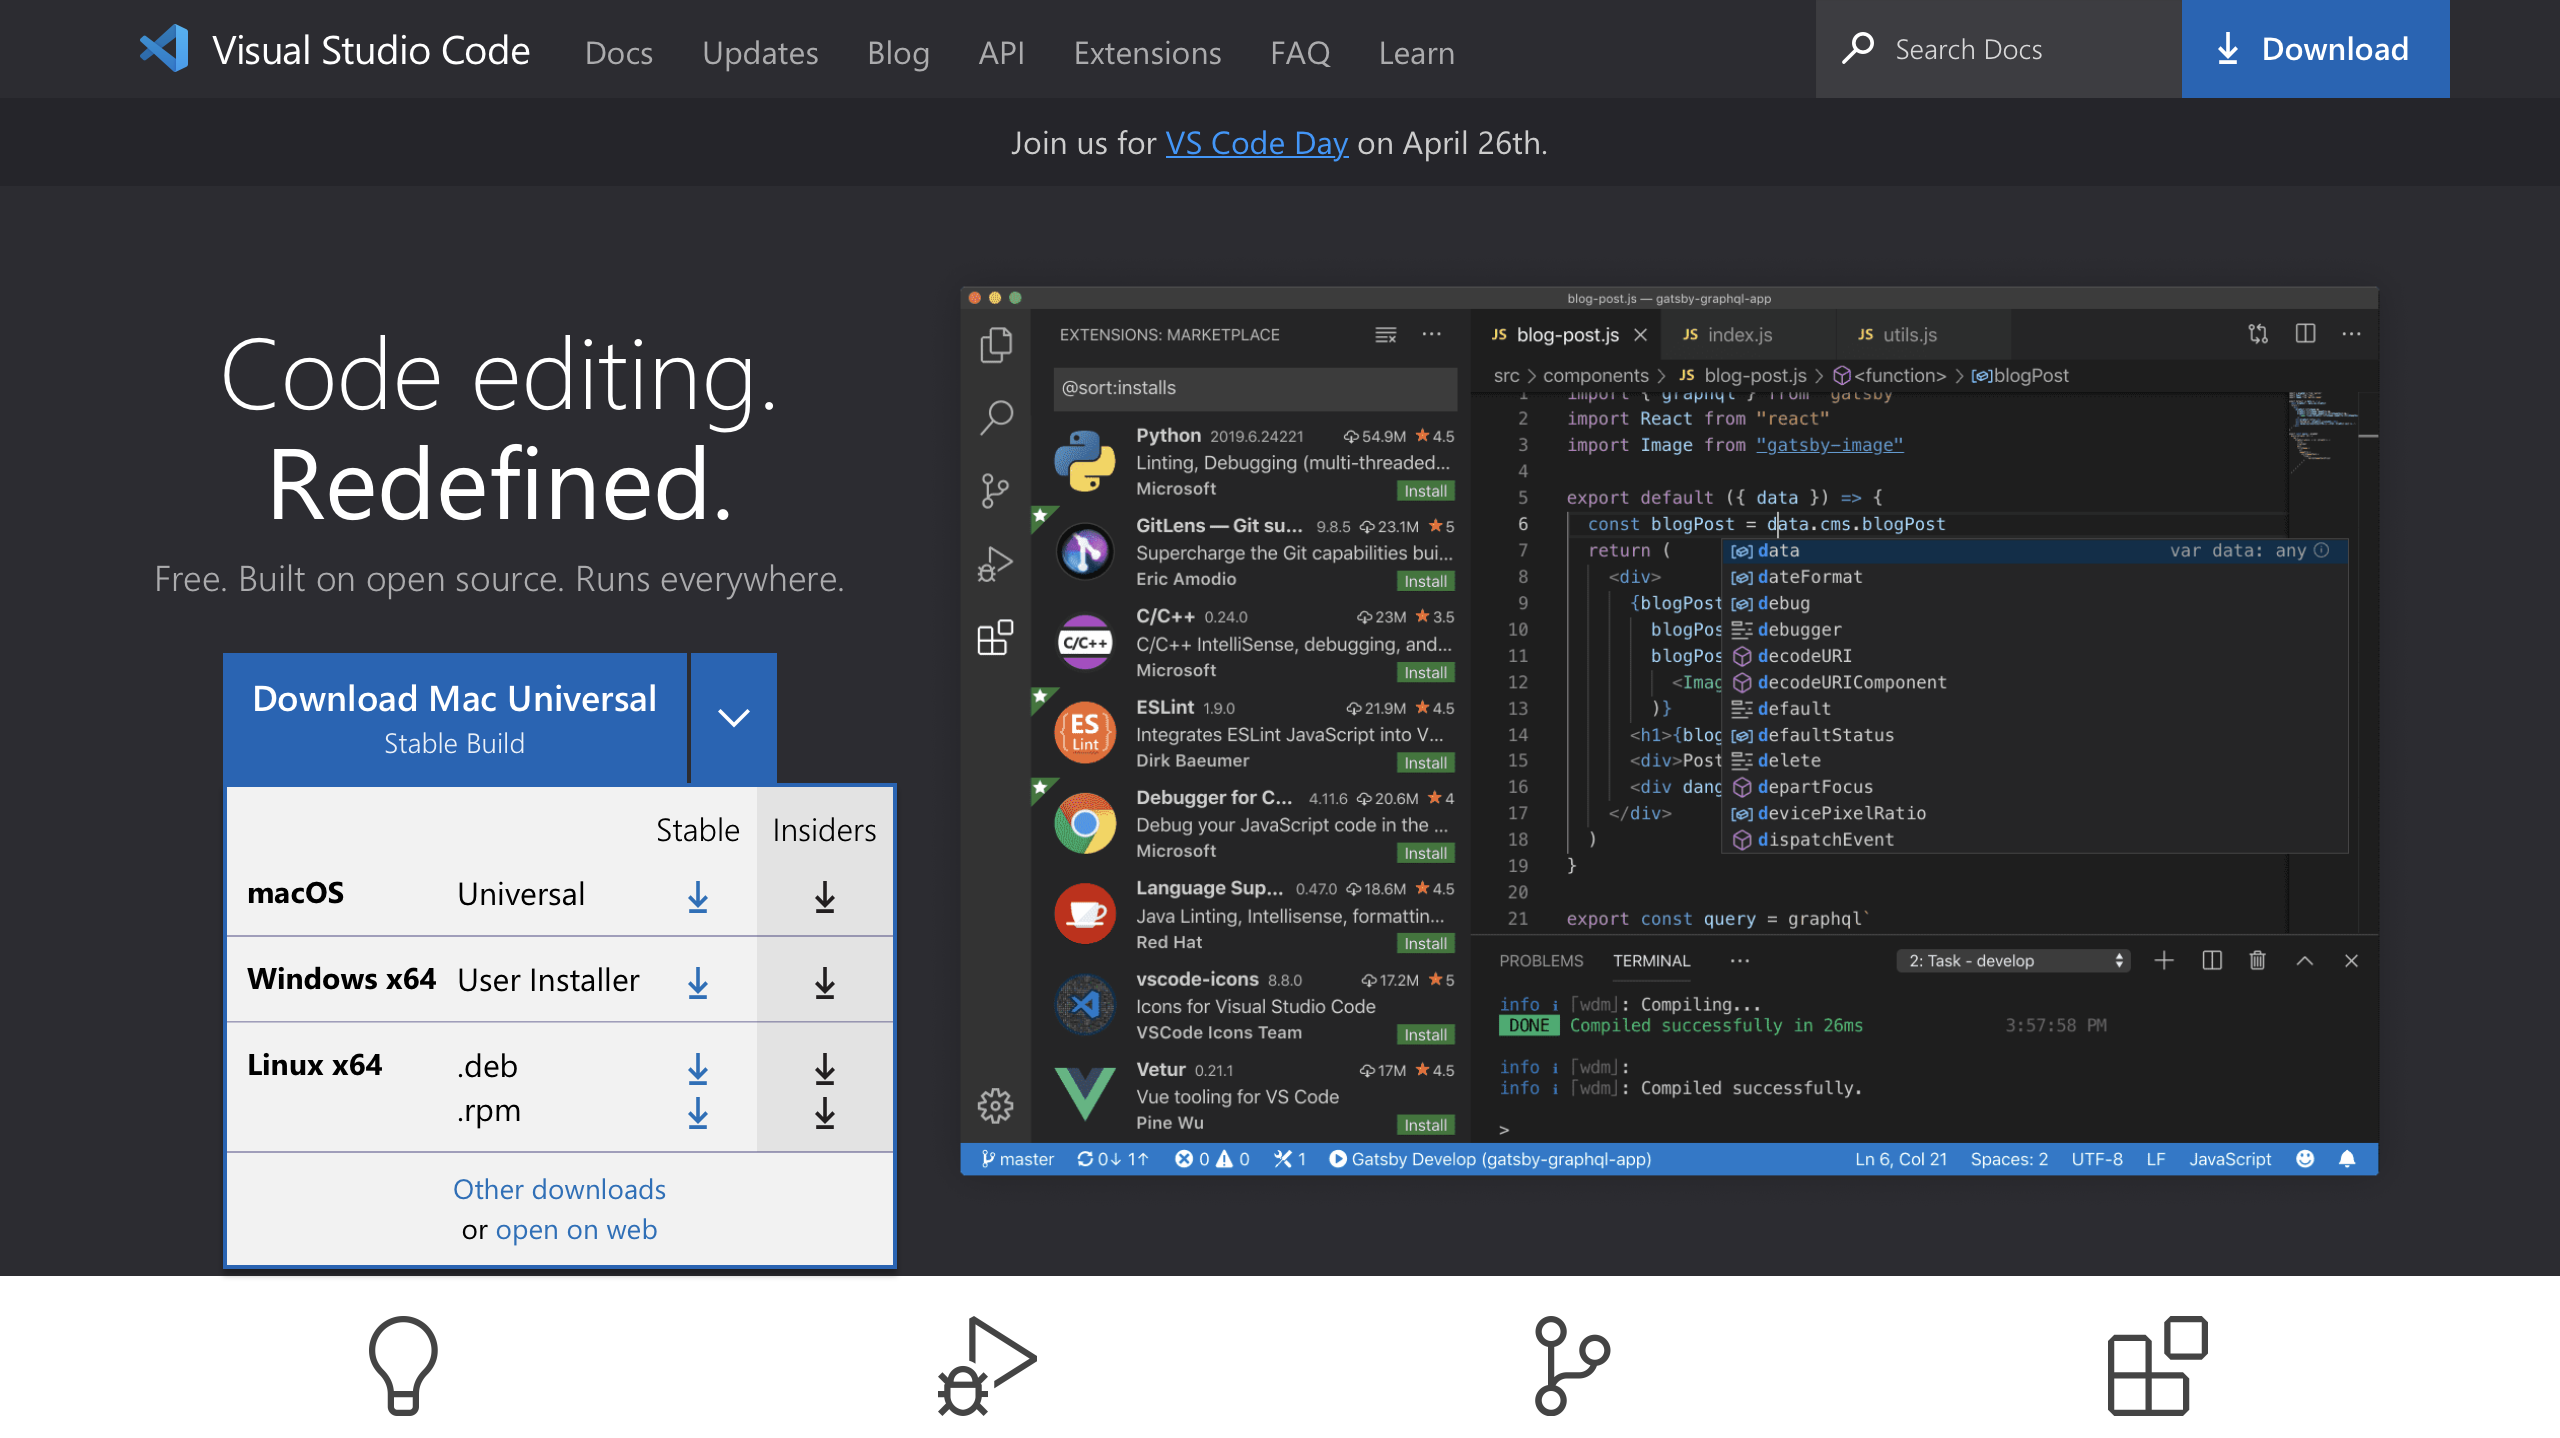 Visual Studio Code Docs Updates Blog API Extensions FAQ Learn Search Docs Download
Join us for VS Code Day on April 26th.
Code editing.
Redefined.
Free. Built on open source. Runs everywhere.
Download Mac Universal
Stable Build
Stable Insiders
macOS Universal
Windows x64 User Installer
Linux x64 .deb
.rpm
Other downloads
or open on web
blog-post.js — gatsby-graphql-app
EXTENSIONS: MARKETPLACE
@sort:installs
Python 2019.6.24221 54.9M 4.5
Linting, Debugging (multi-threaded...
Microsoft Install
GitLens — Git su... 9.8.5 23.1M 5
Supercharge the Git capabilities bui...
Eric Amodio Install
C/C++
C/C++ 0.24.0 23M 3.5
C/C++ IntelliSense, debugging, and...
Microsoft Install
ES
Lint
ESLint 1.9.0 21.9M 4.5
Integrates ESLint JavaScript into V...
Dirk Baeumer Install
Debugger for C... 4.11.6 20.6M 4
Debug your JavaScript code in the ...
Microsoft Install
Language Sup... 0.47.0 18.6M 4.5
Java Linting, Intellisense, formattin...
Red Hat Install
vscode-icons 8.8.0 17.2M 5
Icons for Visual Studio Code
VSCode Icons Team Install
Vetur 0.21.1 17M 4.5
Vue tooling for VS Code
Pine Wu Install
JS blog-post.js JS index.js JS utils.js
src > components > JS blog-post.js > <function> > blogPost
1 import { graphql } from "gatsby"
2 import React from "react"
3 import Image from "gatsby-image"
4
5 export default ({ data }) => {
6 const blogPost = data.cms.blogPost
7 return (
8 <div>
9 {blogPost
10 blogPos
11 blogPos
12 <Imag
13 )}
14 <h1>{blog
15 <div>Post
16 <div dang
17 </div>
18 )
19 }
20
21 export const query = graphql`
data var data: any
dateFormat
debug
debugger
decodeURI
decodeURIComponent
default
defaultStatus
delete
departFocus
devicePixelRatio
dispatchEvent
PROBLEMS TERMINAL ... 2: Task - develop
info i ｢wdm｣: Compiling...
DONE Compiled successfully in 26ms 3:57:58 PM
info i ｢wdm｣:
info i ｢wdm｣: Compiled successfully.
>
master 0↓ 1↑ 0 0 1 Gatsby Develop (gatsby-graphql-app) Ln 6, Col 21 Spaces: 2 UTF-8 LF JavaScript